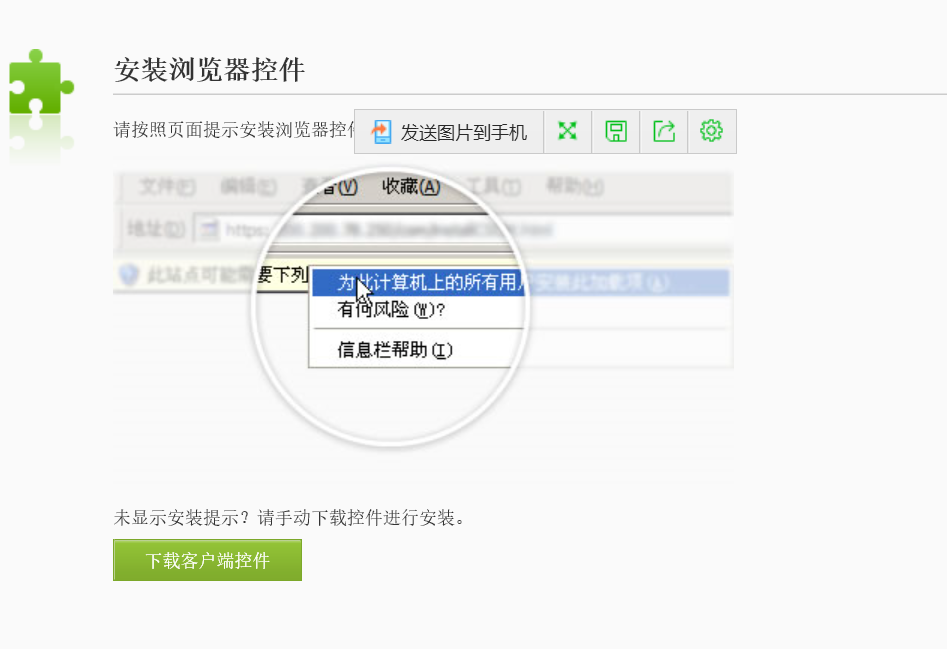 安装浏览器控件
请按照页面提示安装浏览器控件
发送图片到手机
文件(F) 编辑(E) 查看(V) 收藏(A) 工具(T) 帮助(H)
地址(D) https:
此站点可能需要下列
为此计算机上的所有用户安装此加载项(A)
有何风险(W)?
信息栏帮助(I)
未显示安装提示？请手动下载控件进行安装。
下载客户端控件